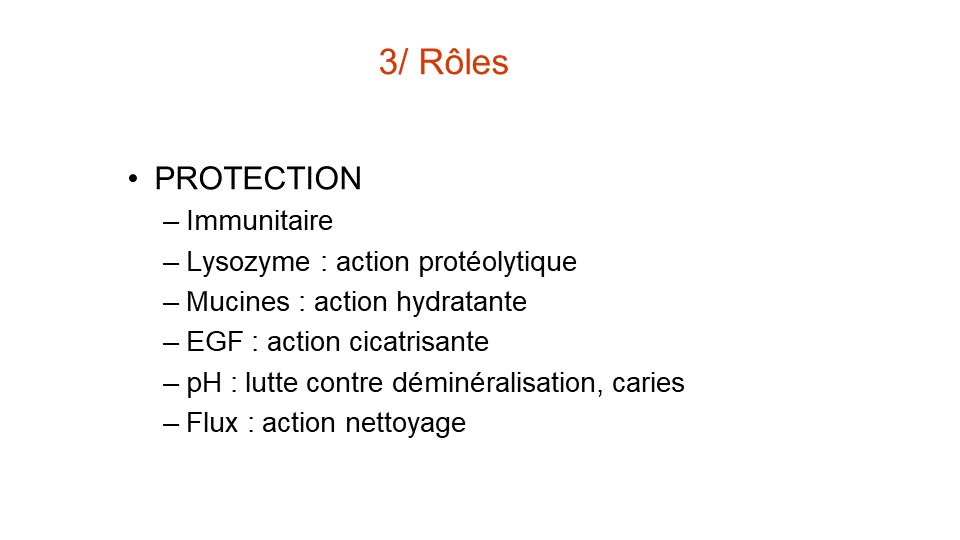 3/ Rôles
• PROTECTION
– Immunitaire
– Lysozyme : action protéolytique
– Mucines : action hydratante
– EGF : action cicatrisante
– pH : lutte contre déminéralisation, caries
– Flux : action nettoyage